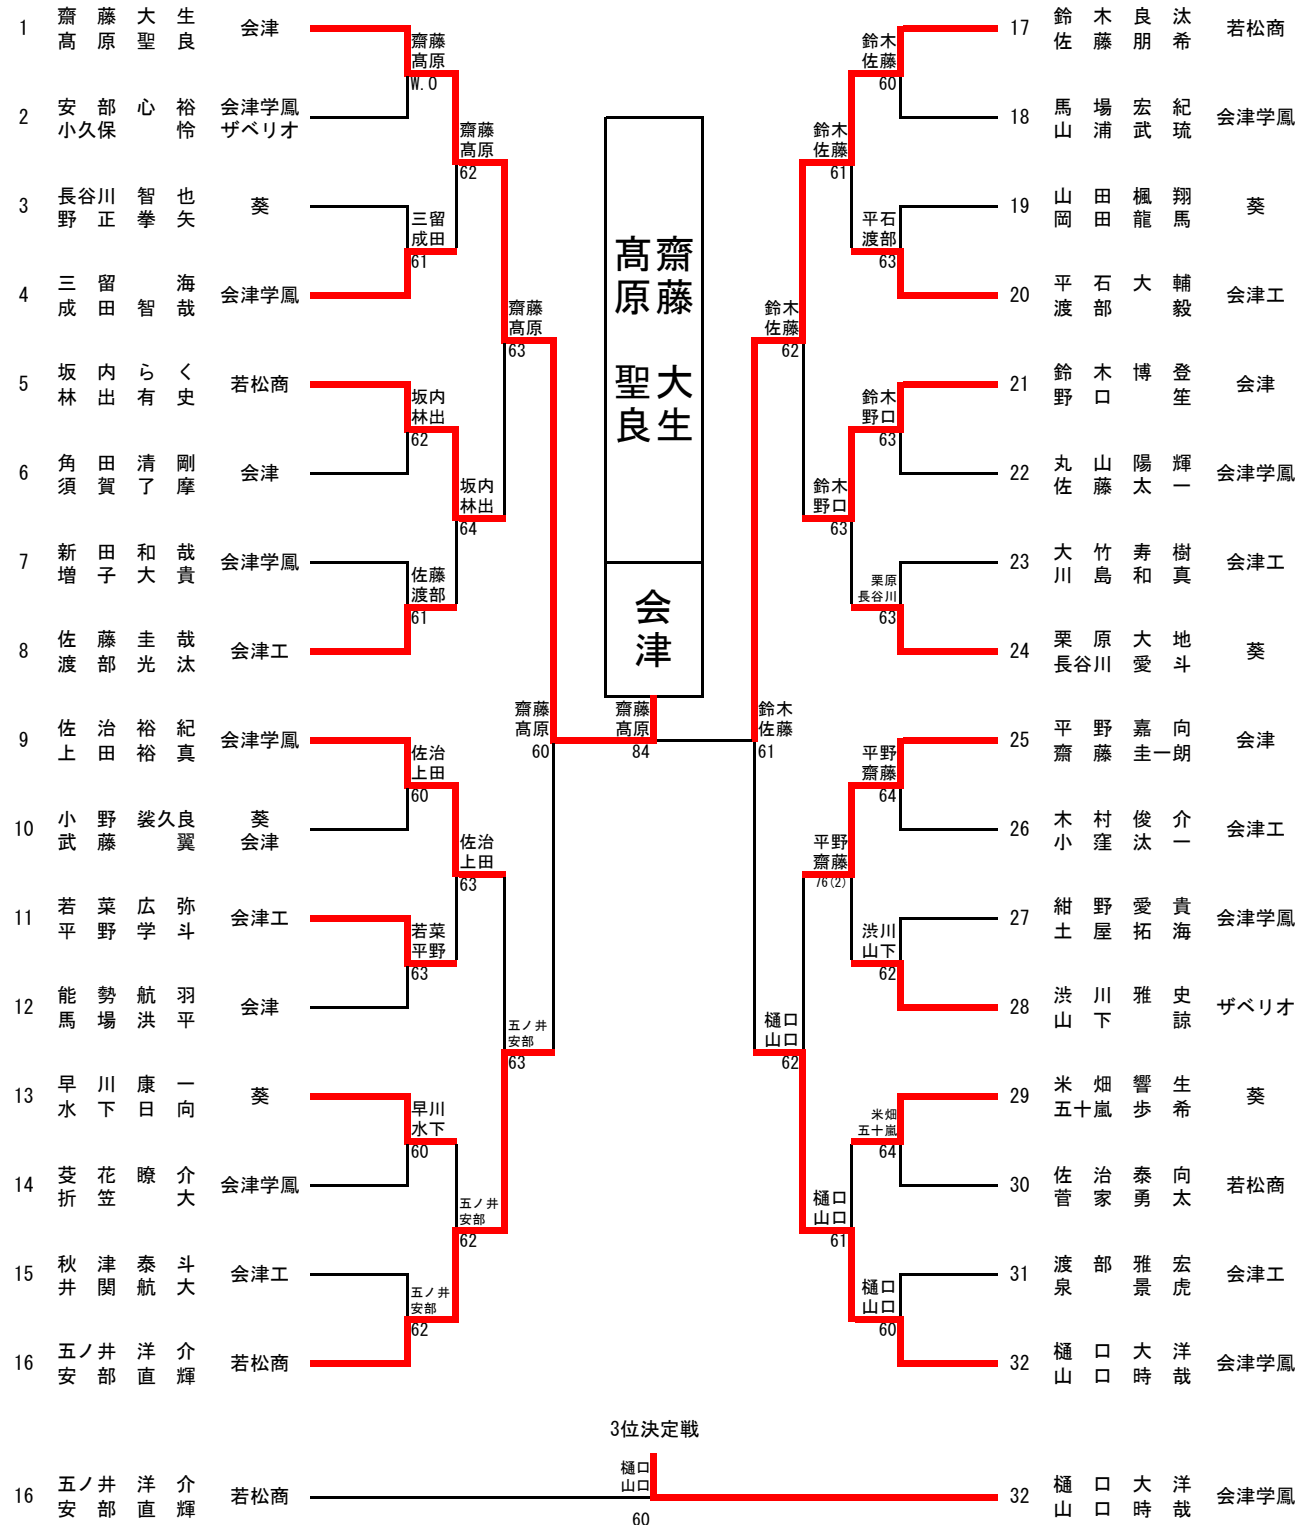 1 齋藤大生 会津
髙原聖良
2 安部心裕 会津学鳳
小久保怜 ザベリオ
3 長谷川智也 葵
野正拳矢
4 三留海 会津学鳳
成田智哉
5 坂内らく 若松商
林出有史
6 角田清剛 会津
須賀了摩
7 新田和哉 会津学鳳
増子大貴
8 佐藤圭哉 会津工
渡部光汰
9 佐治裕紀 会津学鳳
上田裕真
10 小野袋久良 葵
武藤翼 会津
11 若菜広弥 会津工
平野学斗
12 能勢航羽 会津
馬場洪平
13 早川康一 葵
水下日向
14 芰花瞭介 会津学鳳
折笠大
15 秋津泰斗 会津工
井関航大
16 五ノ井洋介 若松商
安部直輝
齋藤
髙原
W.O
三留
成田
61
坂内
林出
62
佐藤
渡部
61
佐治
上田
60
若菜
平野
63
早川
水下
60
五ノ井
安部
62
齋藤
髙原
62
坂内
林出
64
佐治
上田
63
五ノ井
安部
62
齋藤
髙原
63
五ノ井
安部
63
齋藤
髙原
60
齋藤 大生
髙原 聖良
会津
齋藤
髙原
84
鈴木
佐藤
61
鈴木
佐藤
62
樋口
山口
62
鈴木
佐藤
61
鈴木
野口
63
平野
齋藤
76(2)
樋口
山口
61
鈴木
佐藤
60
平石
渡部
63
鈴木
野口
63
栗原
長谷川
63
平野
齋藤
64
渋川
山下
62
米畑
五十嵐
64
樋口
山口
60
17 鈴木良汰 若松商
佐藤朋希
18 馬場宏紀 会津学鳳
山浦武琉
19 山田楓翔 葵
岡田龍馬
20 平石大輔 会津工
渡部毅
21 鈴木博登 会津
野口笙
22 丸山陽輝 会津学鳳
佐藤太一
23 大竹寿樹 会津工
川島和真
24 栗原大地 葵
長谷川愛斗
25 平野嘉向 会津
齋藤圭一朗
26 木村俊介 会津工
小窪汰一
27 紺野愛貴 会津学鳳
土屋拓海
28 渋川雅史 ザベリオ
山下諒
29 米畑響生 葵
五十嵐歩希
30 佐治泰向 若松商
菅家勇太
31 渡部雅宏 会津工
泉景虎
32 樋口大洋 会津学鳳
山口時哉
3位決定戦
16 五ノ井洋介 若松商
安部直輝
樋口
山口
60
32 樋口大洋 会津学鳳
山口時哉